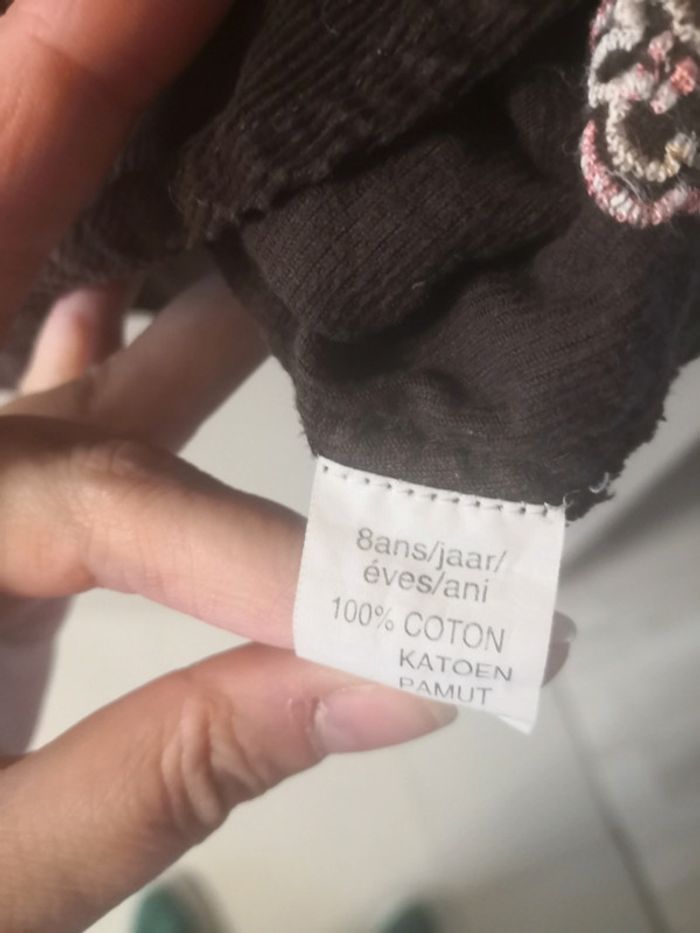 8ans/jaar/
éves/ani
100% COTON
KATOEN
PAMUT